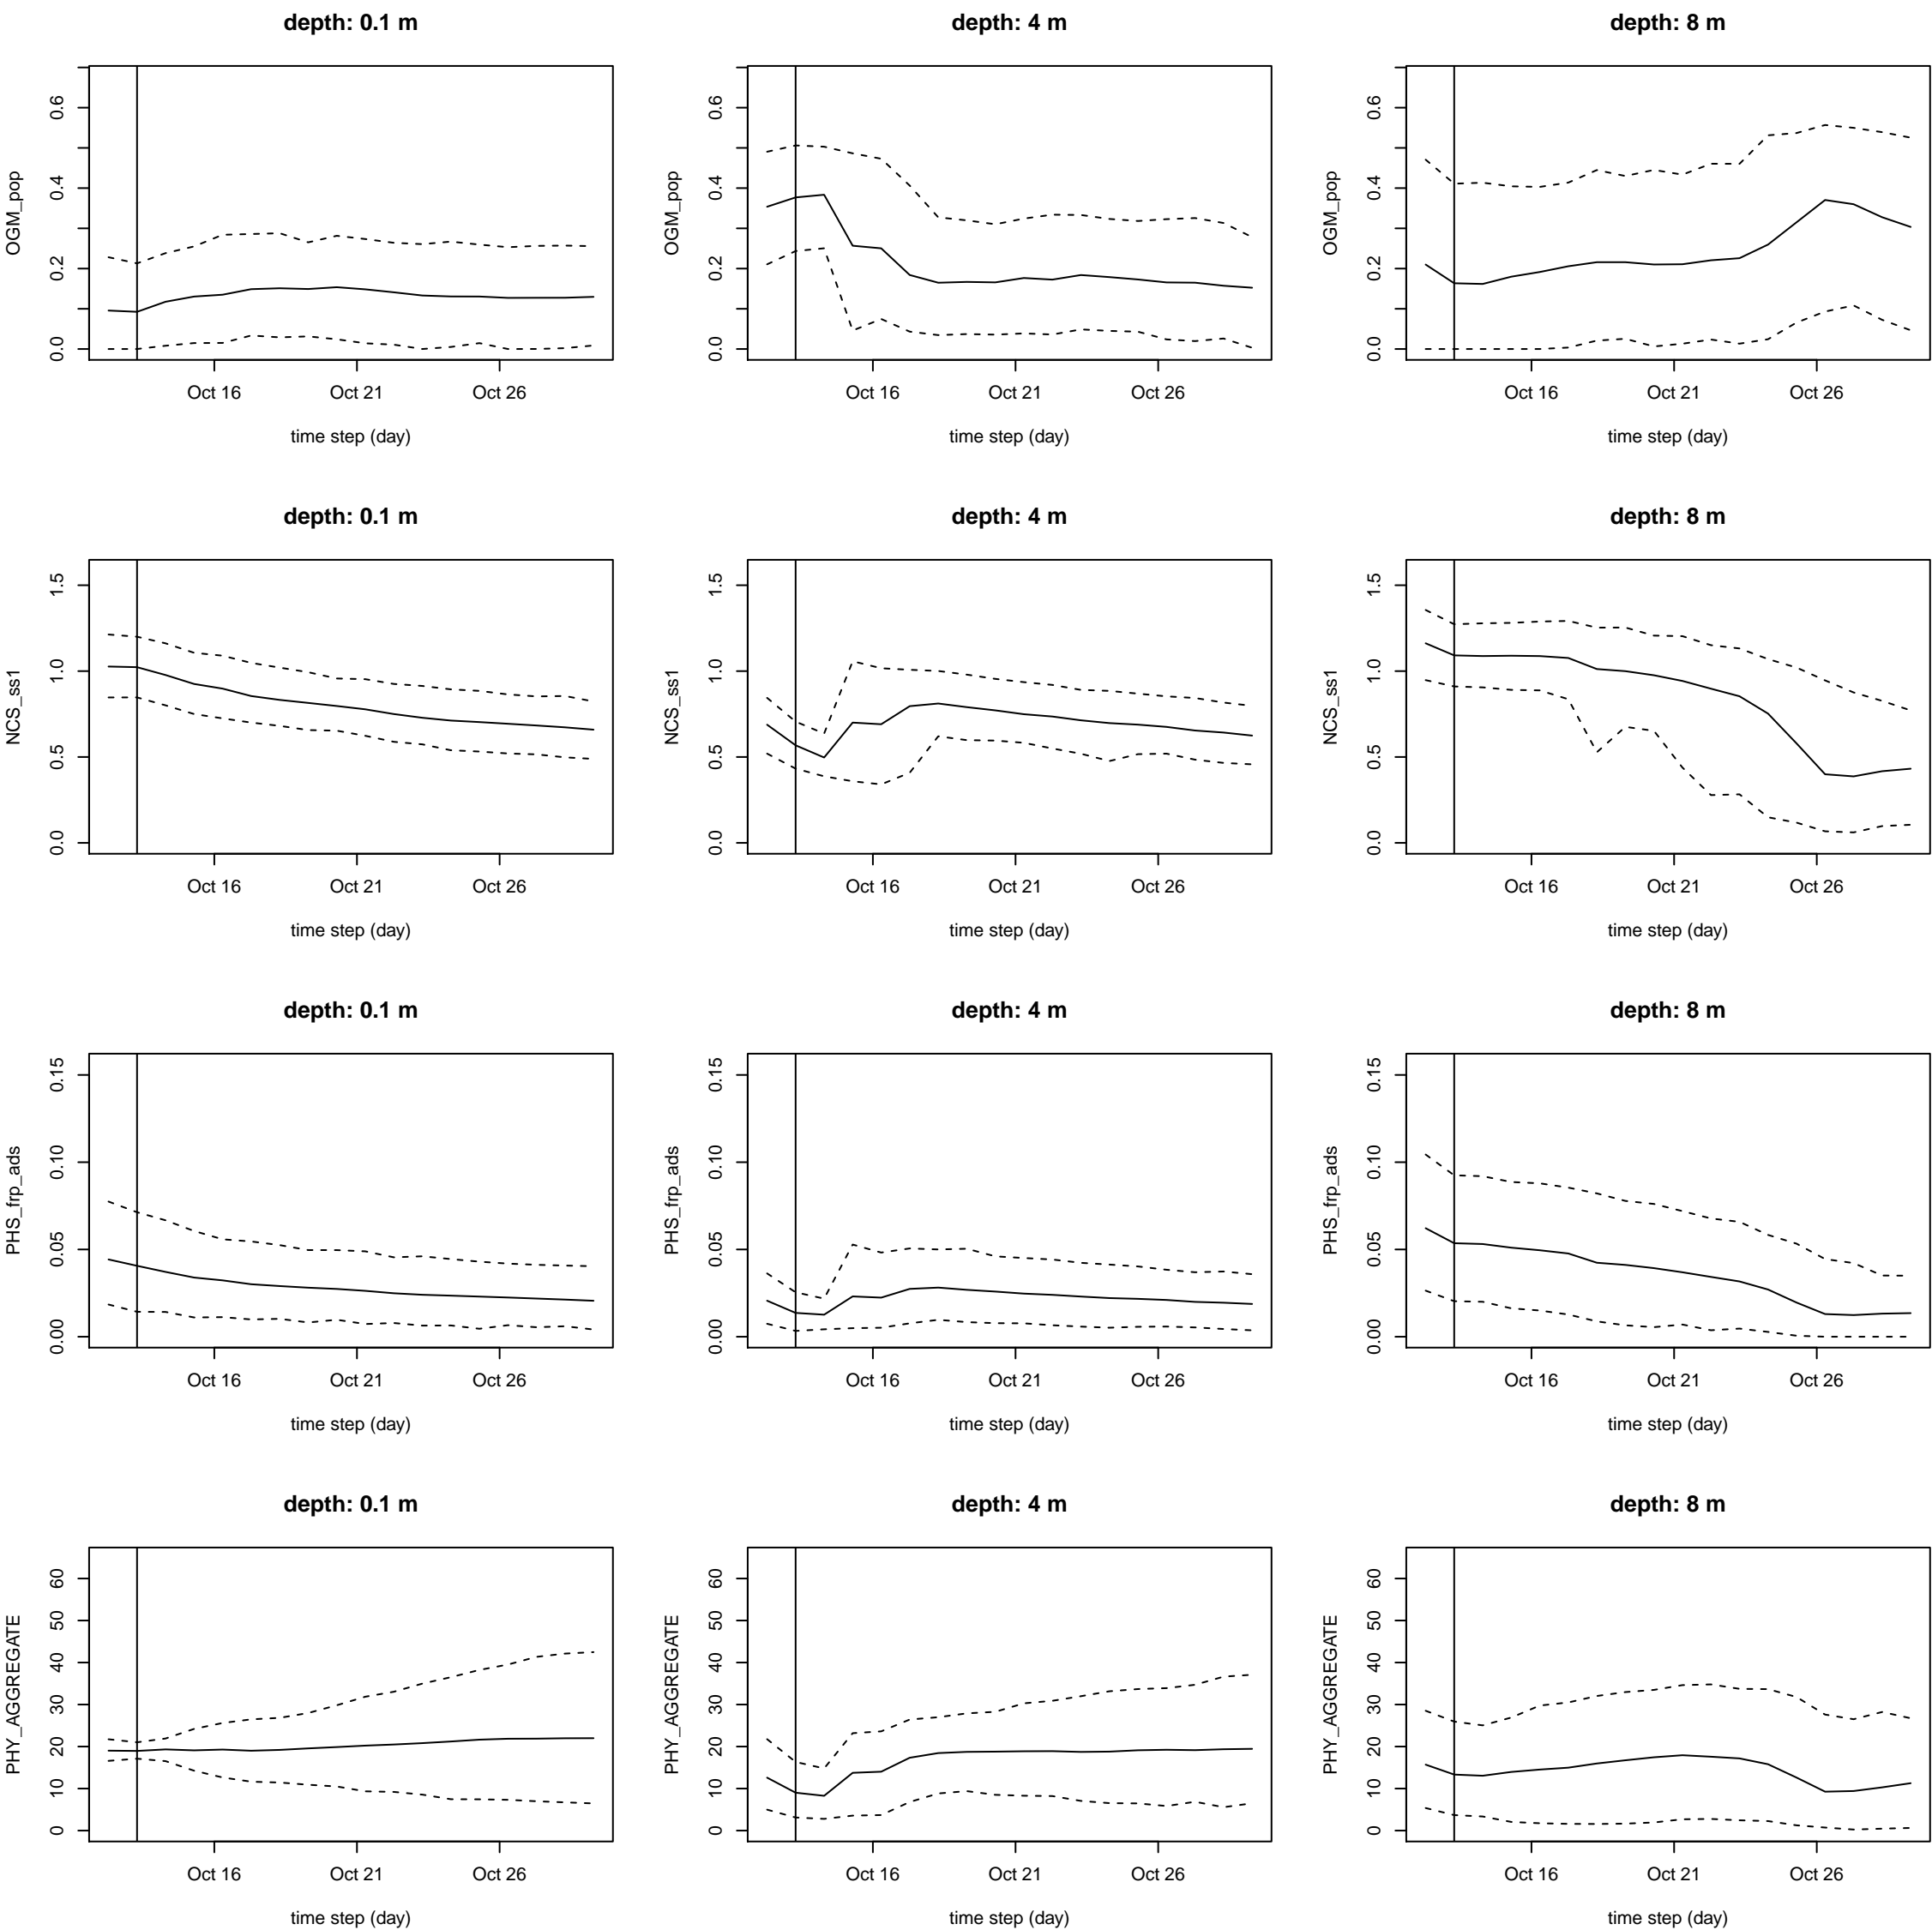 depth: 0.1 m
OGM_pop
0.0 0.2 0.4 0.6
Oct 16 Oct 21 Oct 26
time step (day)
depth: 4 m
OGM_pop
0.0 0.2 0.4 0.6
Oct 16 Oct 21 Oct 26
time step (day)
depth: 8 m
OGM_pop
0.0 0.2 0.4 0.6
Oct 16 Oct 21 Oct 26
time step (day)
depth: 0.1 m
NCS_ss1
0.0 0.5 1.0 1.5
Oct 16 Oct 21 Oct 26
time step (day)
depth: 4 m
NCS_ss1
0.0 0.5 1.0 1.5
Oct 16 Oct 21 Oct 26
time step (day)
depth: 8 m
NCS_ss1
0.0 0.5 1.0 1.5
Oct 16 Oct 21 Oct 26
time step (day)
depth: 0.1 m
PHS_frp_ads
0.00 0.05 0.10 0.15
Oct 16 Oct 21 Oct 26
time step (day)
depth: 4 m
PHS_frp_ads
0.00 0.05 0.10 0.15
Oct 16 Oct 21 Oct 26
time step (day)
depth: 8 m
PHS_frp_ads
0.00 0.05 0.10 0.15
Oct 16 Oct 21 Oct 26
time step (day)
depth: 0.1 m
PHY_AGGREGATE
0 10 20 30 40 50 60
Oct 16 Oct 21 Oct 26
time step (day)
depth: 4 m
PHY_AGGREGATE
0 10 20 30 40 50 60
Oct 16 Oct 21 Oct 26
time step (day)
depth: 8 m
PHY_AGGREGATE
0 10 20 30 40 50 60
Oct 16 Oct 21 Oct 26
time step (day)